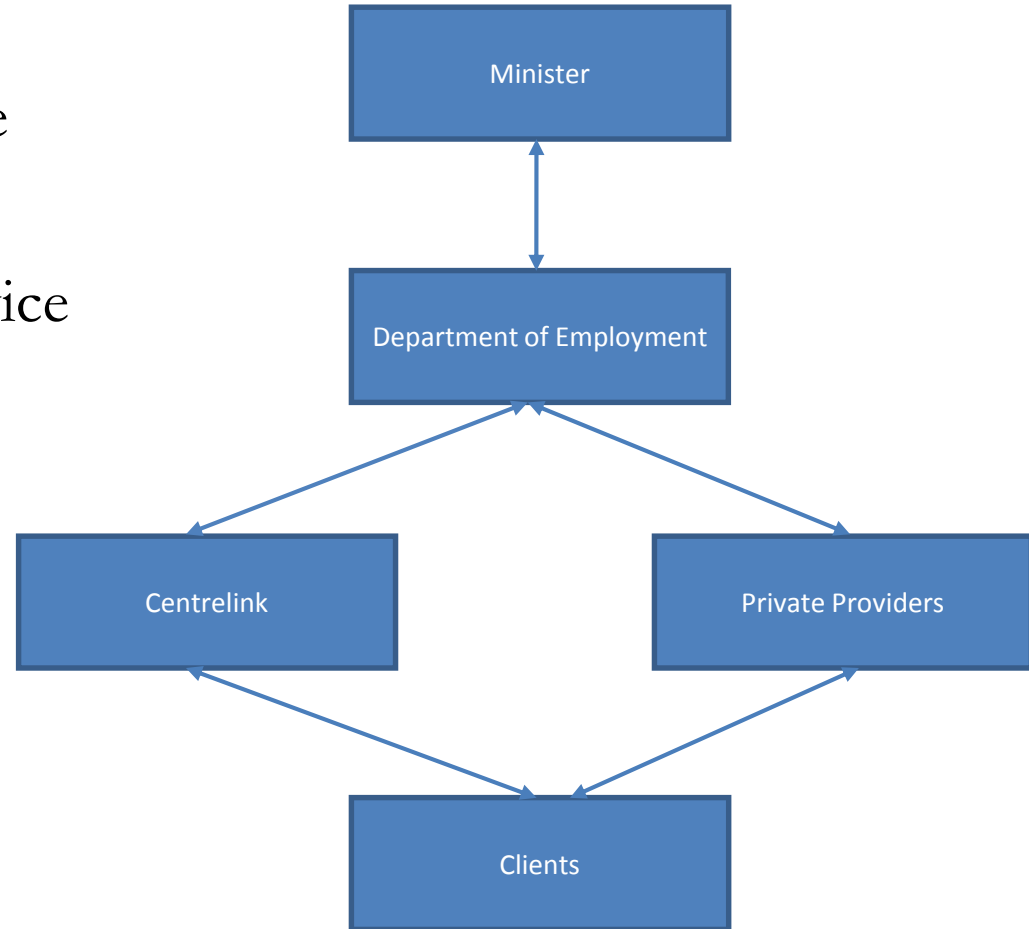 Minister
Department of Employment
Centrelink
Private Providers
Clients